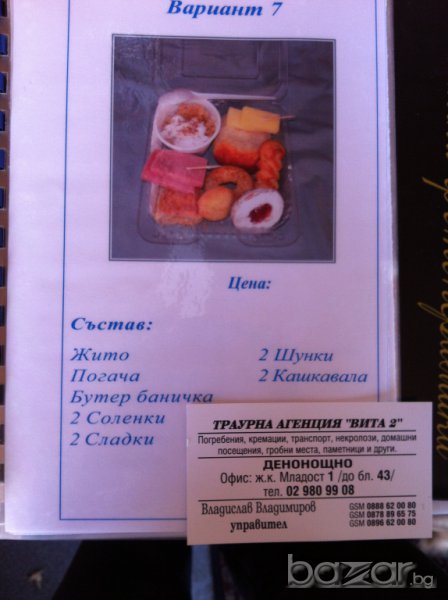 Вариант 7
Цена:
Състав:
Жито
Погача
Бутер баничка
2 Соленки
2 Сладки
2 Шунки
2 Кашкавала
ТРАУРНА АГЕНЦИЯ "ВИТА 2"
Погребения, кремации, транспорт, некролози, домашни
посещения, гробни места, паметници и други.
ДЕНОНОЩНО
Офис: ж.к. Младост 1 /до бл. 43/
тел. 02 980 99 08
Владислав Владимиров
управител
GSM 0888 62 00 80
GSM 0878 89 65 75
GSM 0896 62 00 80
bazar.bg